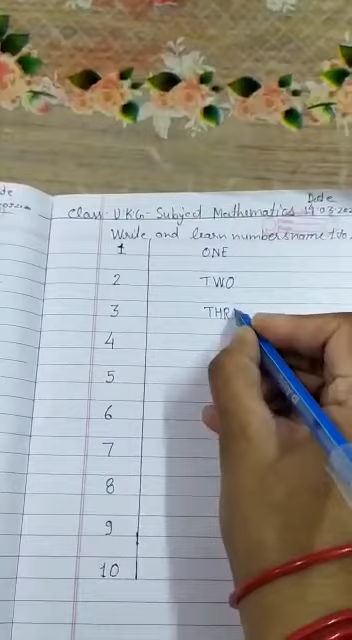 Date
Class - U.K.G - Subject Mathematics 19.03.202
Write and learn numbers name 1 to
1 ONE
2 TWO
3 THR
4
5
6
7
8
9
10